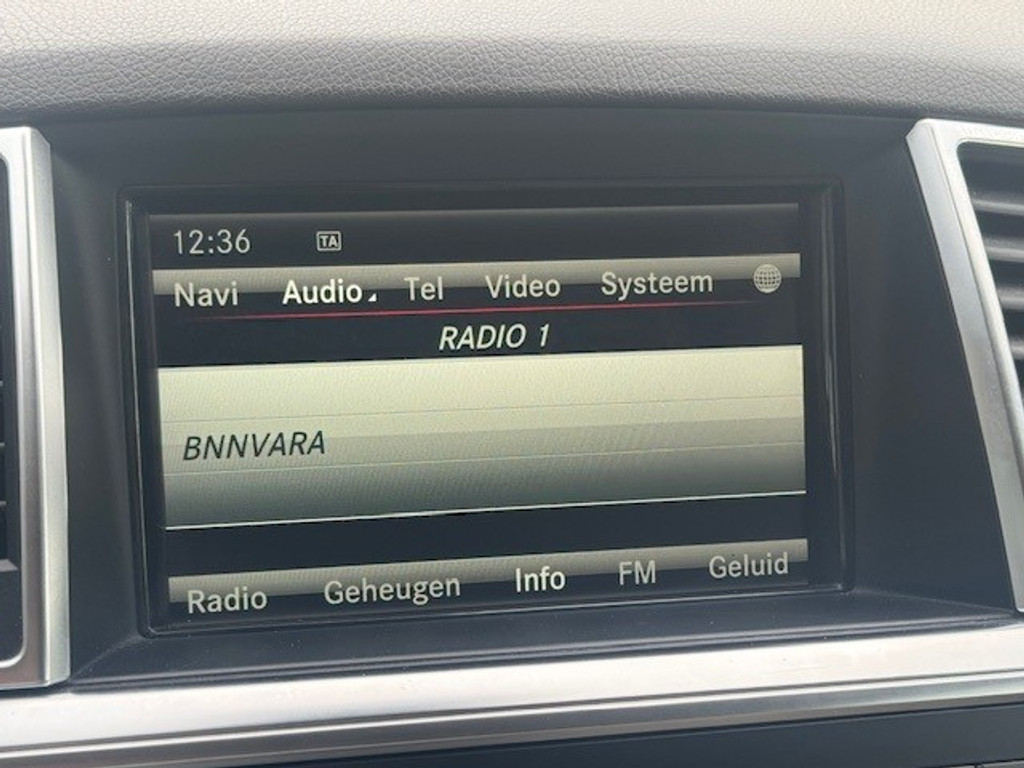 12:36 TA
Navi Audio Tel Video Systeem
RADIO 1
BNNVARA
Radio Geheugen Info FM Geluid